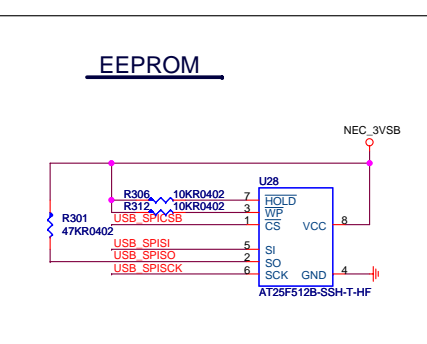 EEPROM
NEC_3VSB
U28
R306 10KR0402 7 HOLD
R312 10KR0402 3 WP
USB_SPICSB 1 CS VCC 8
R301
47KR0402
USB_SPISI 5 SI
USB_SPISO 2 SO
USB_SPISCK 6 SCK GND 4
AT25F512B-SSH-T-HF